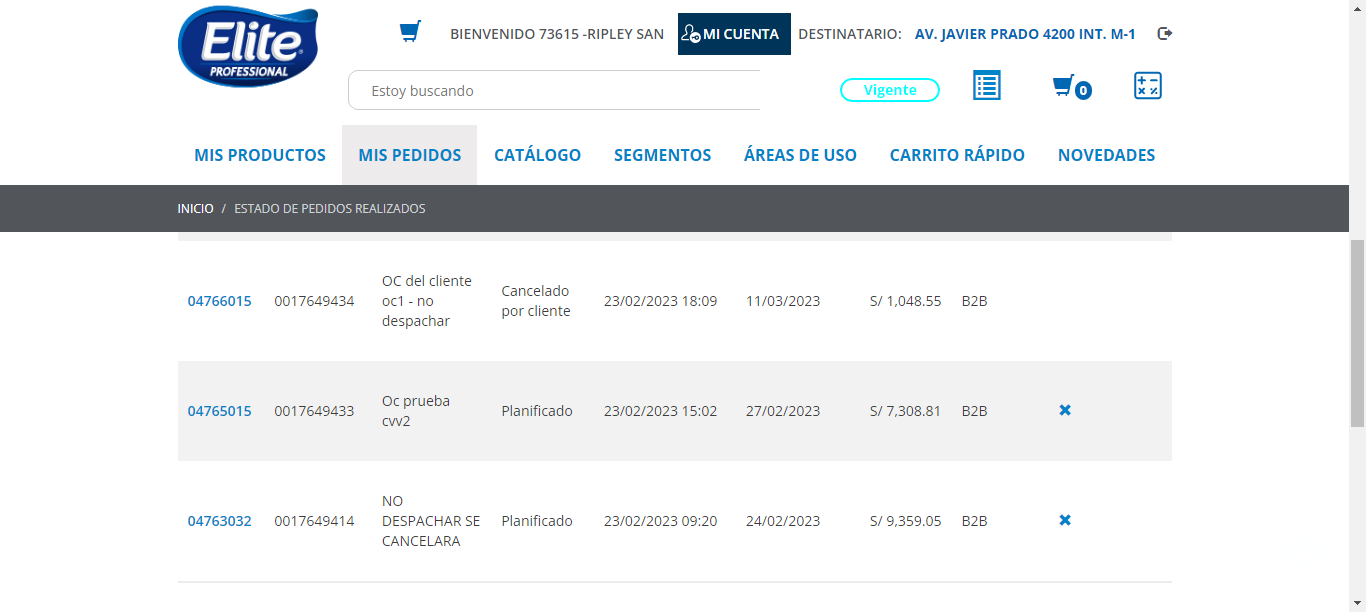 Elite
PROFESSIONAL
BIENVENIDO 73615 -RIPLEY SAN
MI CUENTA
DESTINATARIO: AV. JAVIER PRADO 4200 INT. M-1
Estoy buscando
Vigente
0
MIS PRODUCTOS
MIS PEDIDOS
CATÁLOGO
SEGMENTOS
ÁREAS DE USO
CARRITO RÁPIDO
NOVEDADES
INICIO / ESTADO DE PEDIDOS REALIZADOS
04766015
0017649434
OC del cliente
oc1 - no
despachar
Cancelado
por cliente
23/02/2023 18:09
11/03/2023
S/ 1,048.55
B2B
04765015
0017649433
Oc prueba
cvv2
Planificado
23/02/2023 15:02
27/02/2023
S/ 7,308.81
B2B
04763032
0017649414
NO
DESPACHAR SE
CANCELARA
Planificado
23/02/2023 09:20
24/02/2023
S/ 9,359.05
B2B